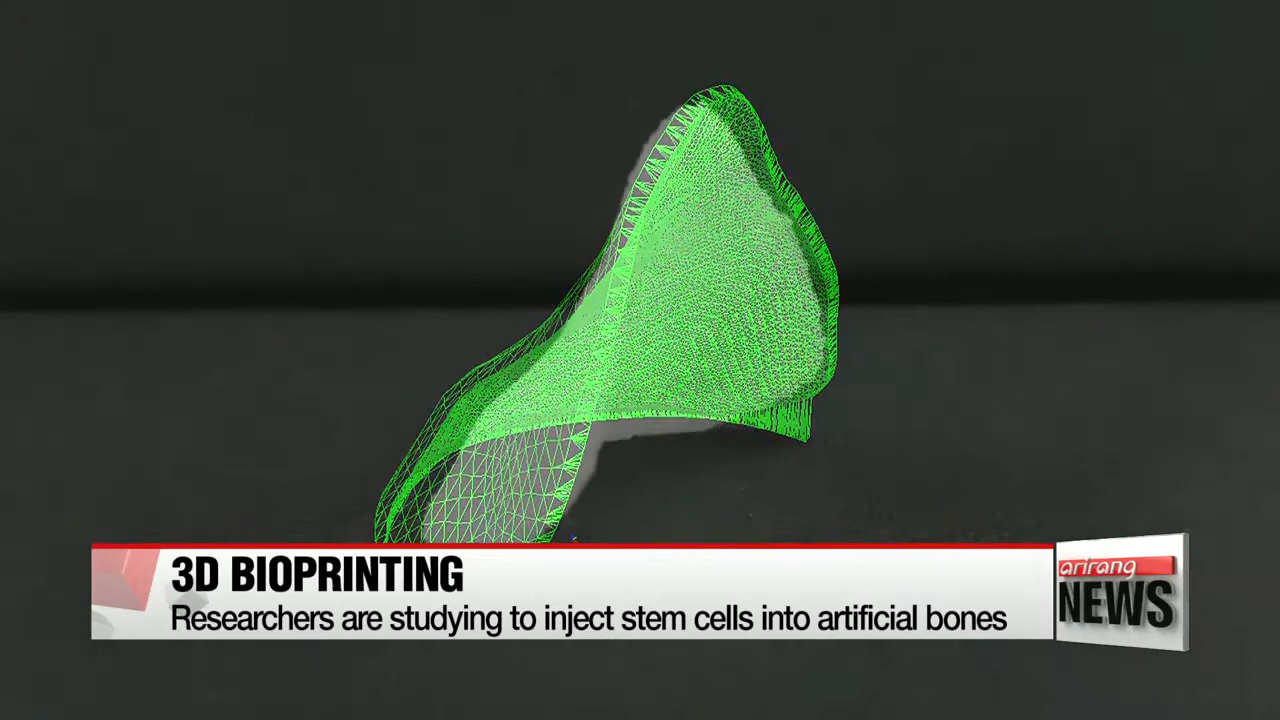 3D BIOPRINTING
Researchers are studying to inject stem cells into artificial bones
arirang
NEWS